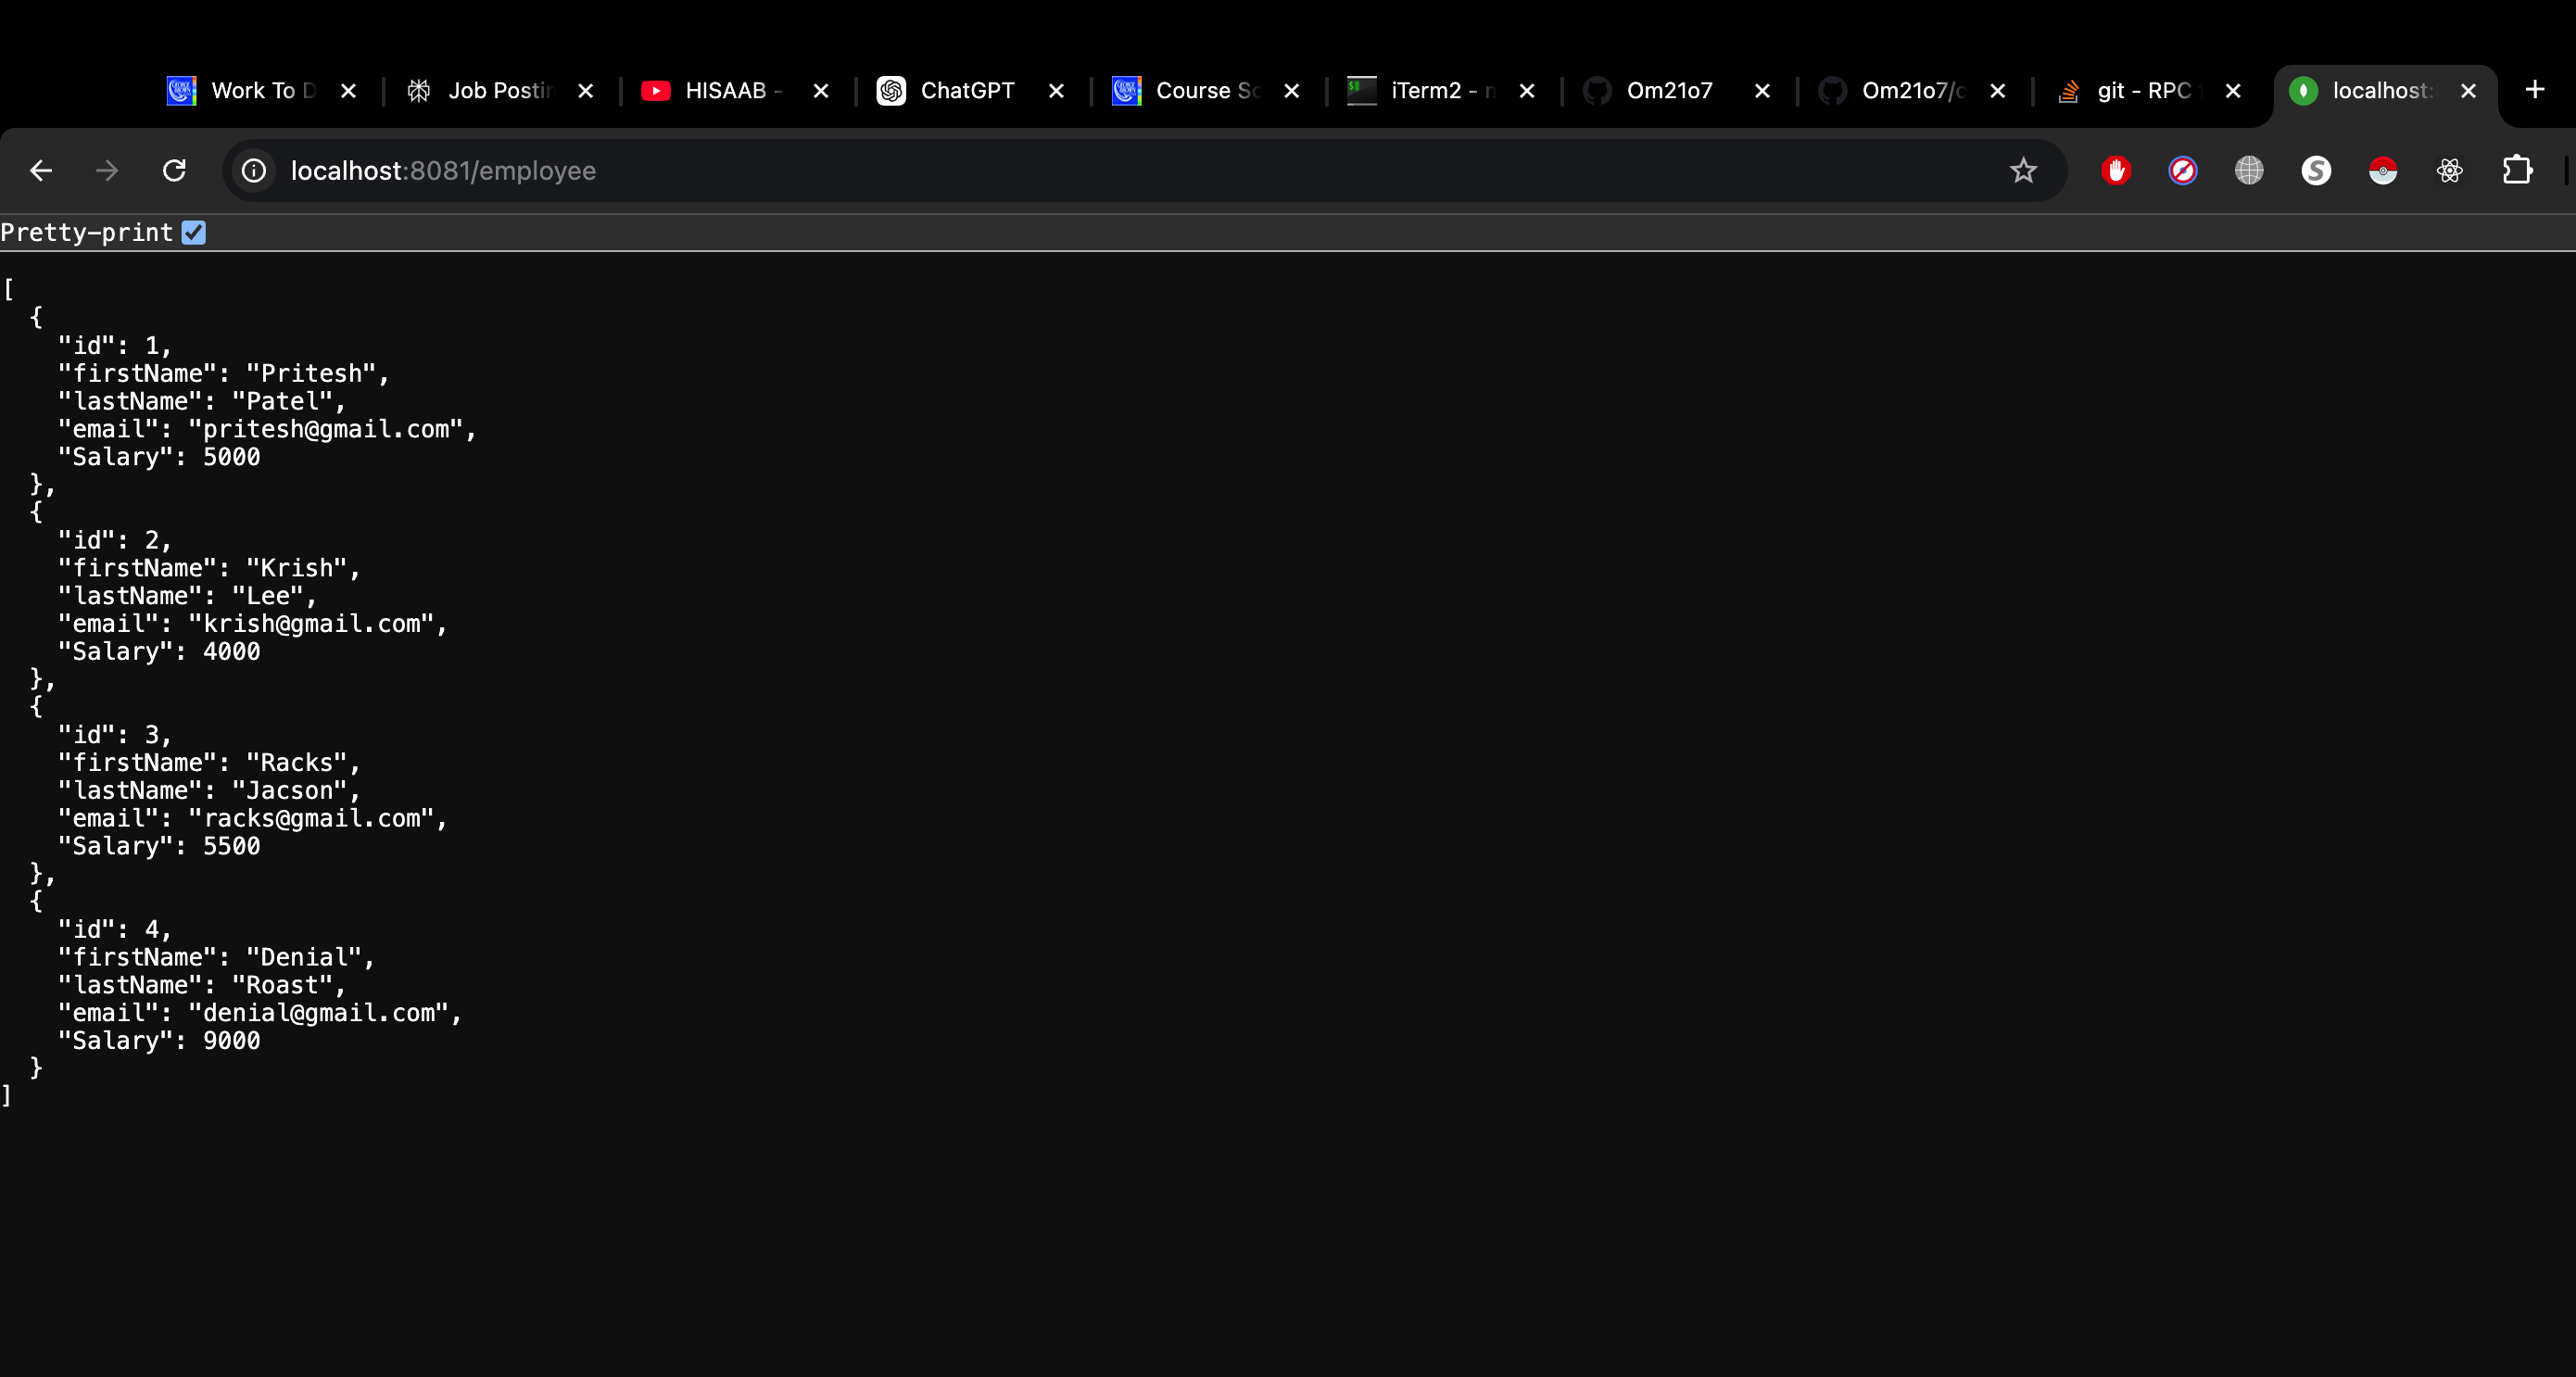 Work To D
Job Postin
HISAAB -
ChatGPT
Course Sc
iTerm2 -
Om21o7
Om21o7/c
git - RPC
localhost:
localhost:8081/employee
Pretty-print
[
  {
    "id": 1,
    "firstName": "Pritesh",
    "lastName": "Patel",
    "email": "pritesh@gmail.com",
    "Salary": 5000
  },
  {
    "id": 2,
    "firstName": "Krish",
    "lastName": "Lee",
    "email": "krish@gmail.com",
    "Salary": 4000
  },
  {
    "id": 3,
    "firstName": "Racks",
    "lastName": "Jacson",
    "email": "racks@gmail.com",
    "Salary": 5500
  },
  {
    "id": 4,
    "firstName": "Denial",
    "lastName": "Roast",
    "email": "denial@gmail.com",
    "Salary": 9000
  }
]